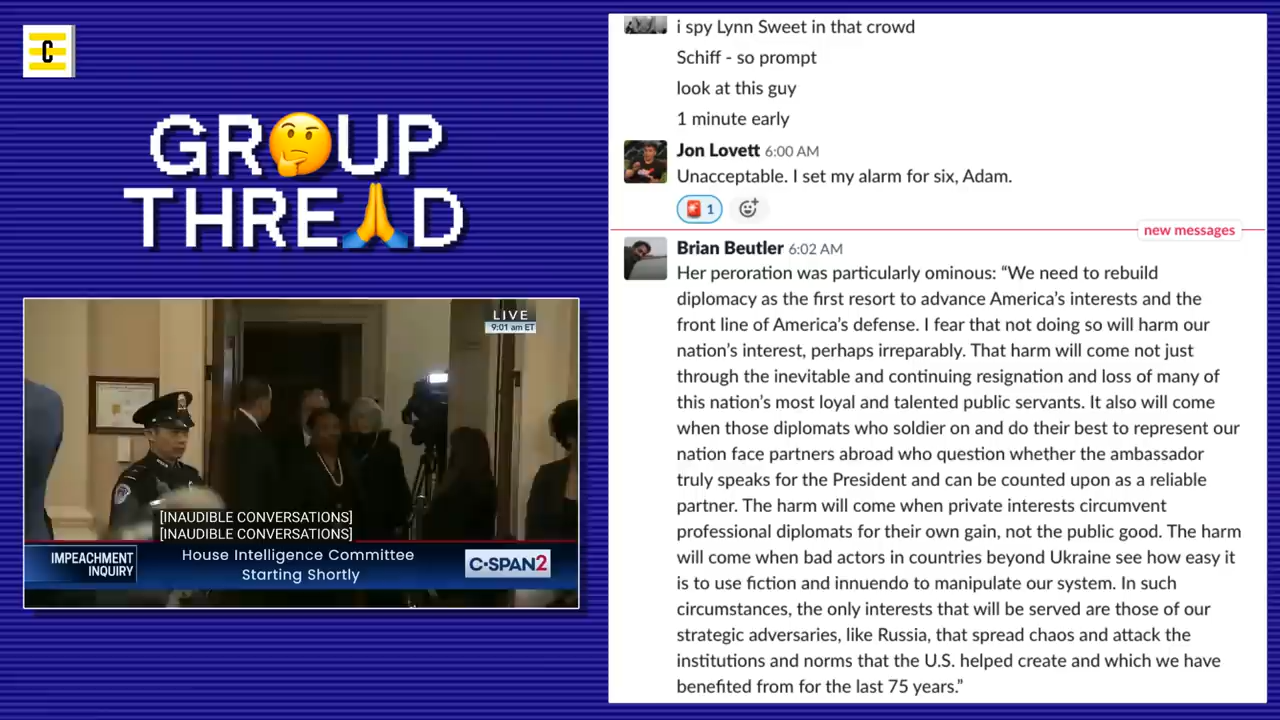 C
GR🤔UP
THRE🙏D
LIVE
9:01 am ET
[INAUDIBLE CONVERSATIONS]
[INAUDIBLE CONVERSATIONS]
IMPEACHMENT
INQUIRY
House Intelligence Committee
Starting Shortly
C-SPAN2
i spy Lynn Sweet in that crowd
Schiff - so prompt
look at this guy
1 minute early
Jon Lovett 6:00 AM
Unacceptable. I set my alarm for six, Adam.
1
new messages
Brian Beutler 6:02 AM
Her peroration was particularly ominous: “We need to rebuild
diplomacy as the first resort to advance America’s interests and the
front line of America’s defense. I fear that not doing so will harm our
nation’s interest, perhaps irreparably. That harm will come not just
through the inevitable and continuing resignation and loss of many of
this nation’s most loyal and talented public servants. It also will come
when those diplomats who soldier on and do their best to represent our
nation face partners abroad who question whether the ambassador
truly speaks for the President and can be counted upon as a reliable
partner. The harm will come when private interests circumvent
professional diplomats for their own gain, not the public good. The harm
will come when bad actors in countries beyond Ukraine see how easy it
is to use fiction and innuendo to manipulate our system. In such
circumstances, the only interests that will be served are those of our
strategic adversaries, like Russia, that spread chaos and attack the
institutions and norms that the U.S. helped create and which we have
benefited from for the last 75 years.”